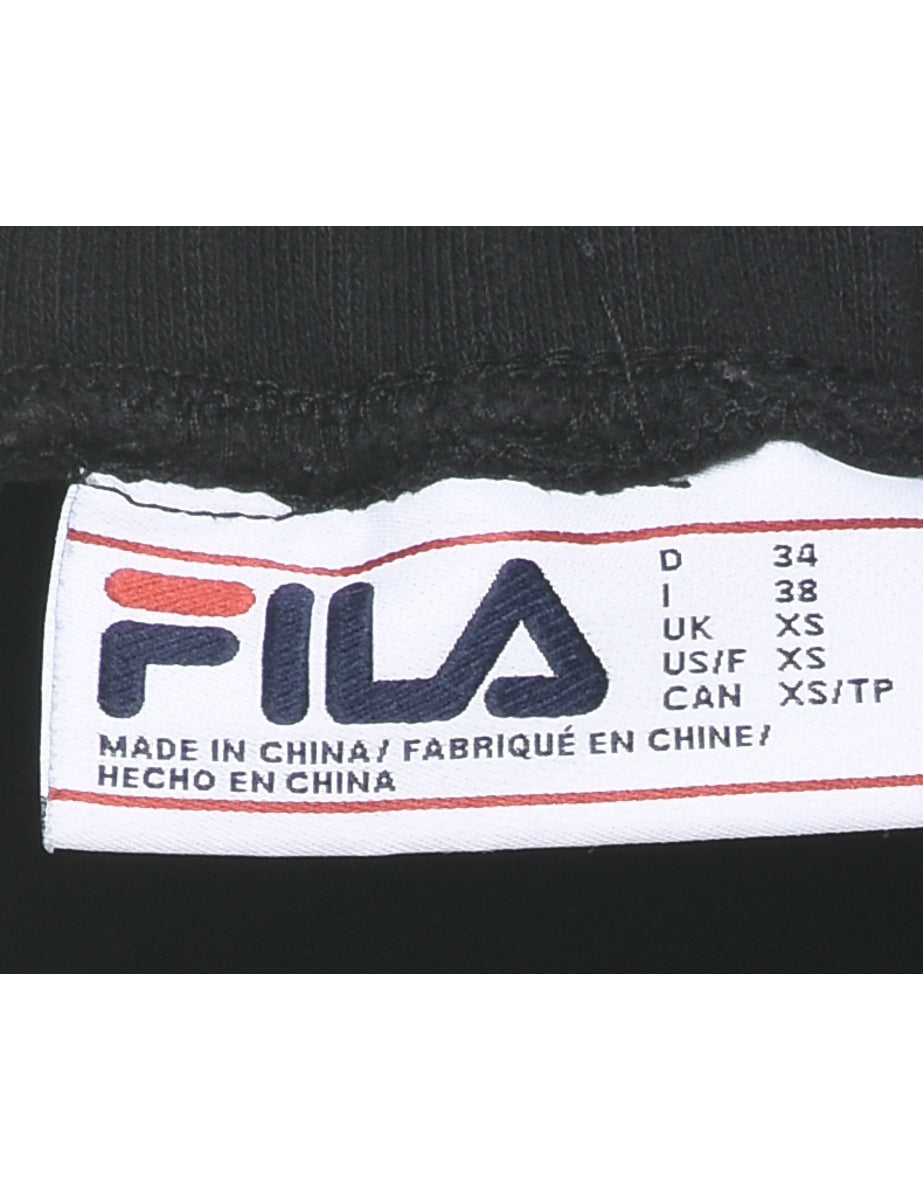 FILA
D 34
I 38
UK XS
US/F XS
CAN XS/TP
MADE IN CHINA/ FABRIQUÉ EN CHINE/
HECHO EN CHINA